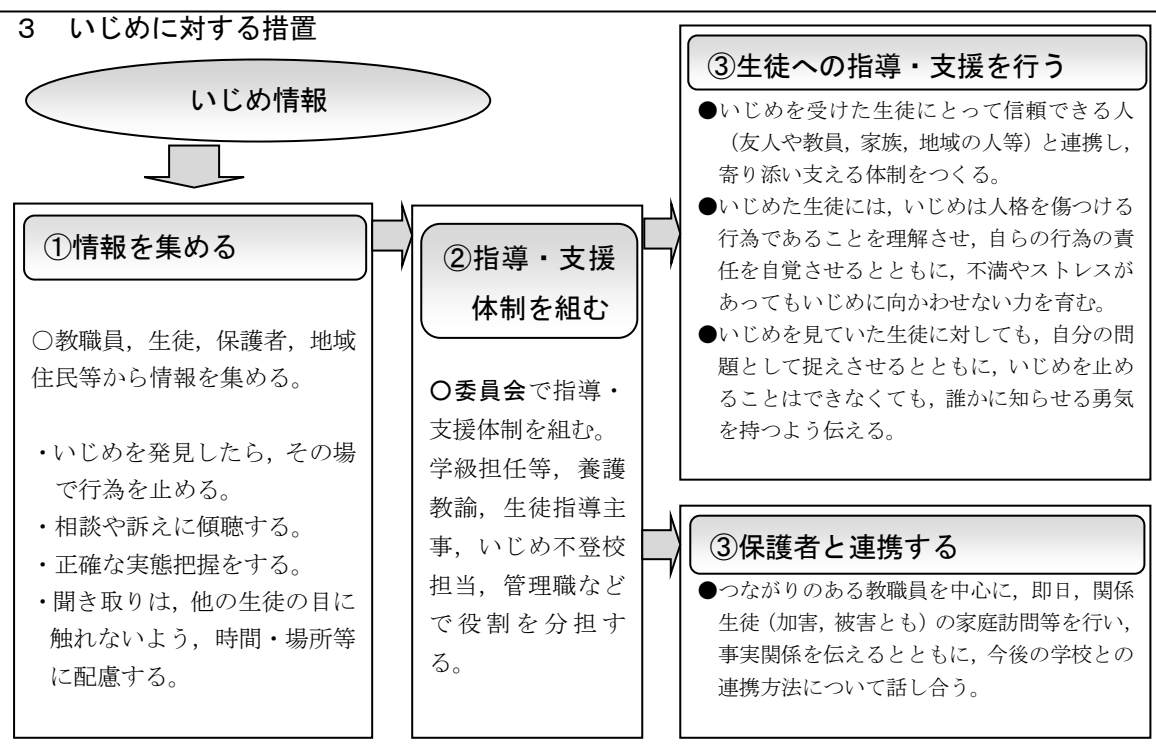 ３　いじめに対する措置
いじめ情報
①情報を集める
○教職員，生徒，保護者，地域
住民等から情報を集める。
・いじめを発見したら，その場
で行為を止める。
・相談や訴えに傾聴する。
・正確な実態把握をする。
・聞き取りは，他の生徒の目に
触れないよう，時間・場所等
に配慮する。
②指導・支援
体制を組む
○委員会で指導・
支援体制を組む。
学級担任等，養護
教諭，生徒指導主
事，いじめ不登校
担当，管理職など
で役割を分担す
る。
③生徒への指導・支援を行う
●いじめを受けた生徒にとって信頼できる人
（友人や教員，家族，地域の人等）と連携し，
寄り添い支える体制をつくる。
●いじめた生徒には，いじめは人格を傷つける
行為であることを理解させ，自らの行為の責
任を自覚させるとともに，不満やストレスが
あってもいじめに向かわせない力を育む。
●いじめを見ていた生徒に対しても，自分の問
題として捉えさせるとともに，いじめを止め
ることはできなくても，誰かに知らせる勇気
を持つよう伝える。
③保護者と連携する
●つながりのある教職員を中心に，即日，関係
生徒（加害，被害とも）の家庭訪問等を行い，
事実関係を伝えるとともに，今後の学校との
連携方法について話し合う。